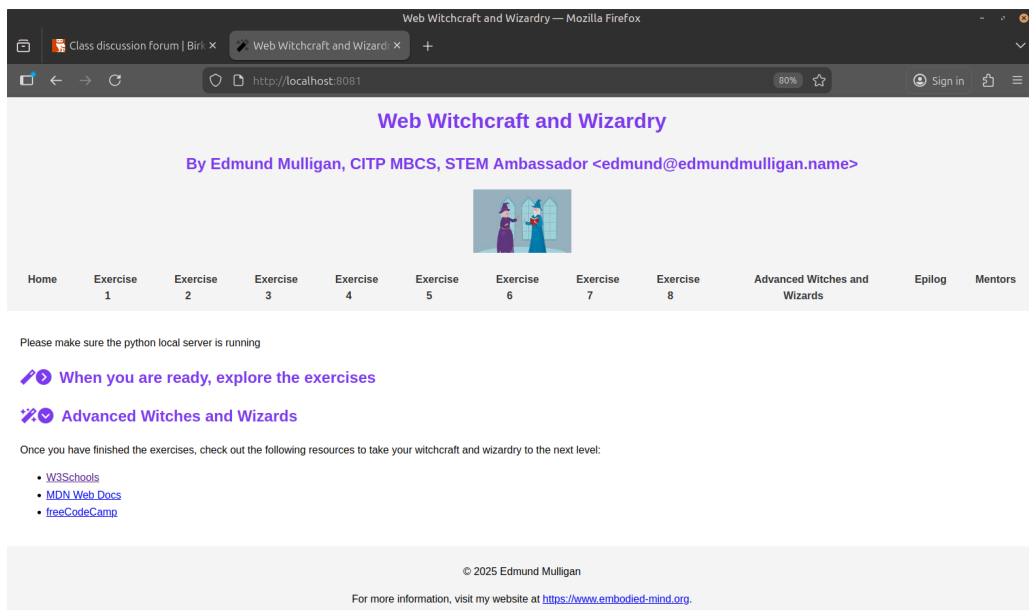 Web Witchcraft and Wizardry — Mozilla Firefox
Class discussion forum | Birk
Web Witchcraft and Wizardr
http://localhost:8081
80%
Sign in
Web Witchcraft and Wizardry
By Edmund Mulligan, CITP MBCS, STEM Ambassador <edmund@edmundmulligan.name>
Home
Exercise 1
Exercise 2
Exercise 3
Exercise 4
Exercise 5
Exercise 6
Exercise 7
Exercise 8
Advanced Witches and Wizards
Epilog
Mentors
Please make sure the python local server is running
When you are ready, explore the exercises
Advanced Witches and Wizards
Once you have finished the exercises, check out the following resources to take your witchcraft and wizardry to the next level:
W3Schools
MDN Web Docs
freeCodeCamp
© 2025 Edmund Mulligan
For more information, visit my website at https://www.embodied-mind.org.